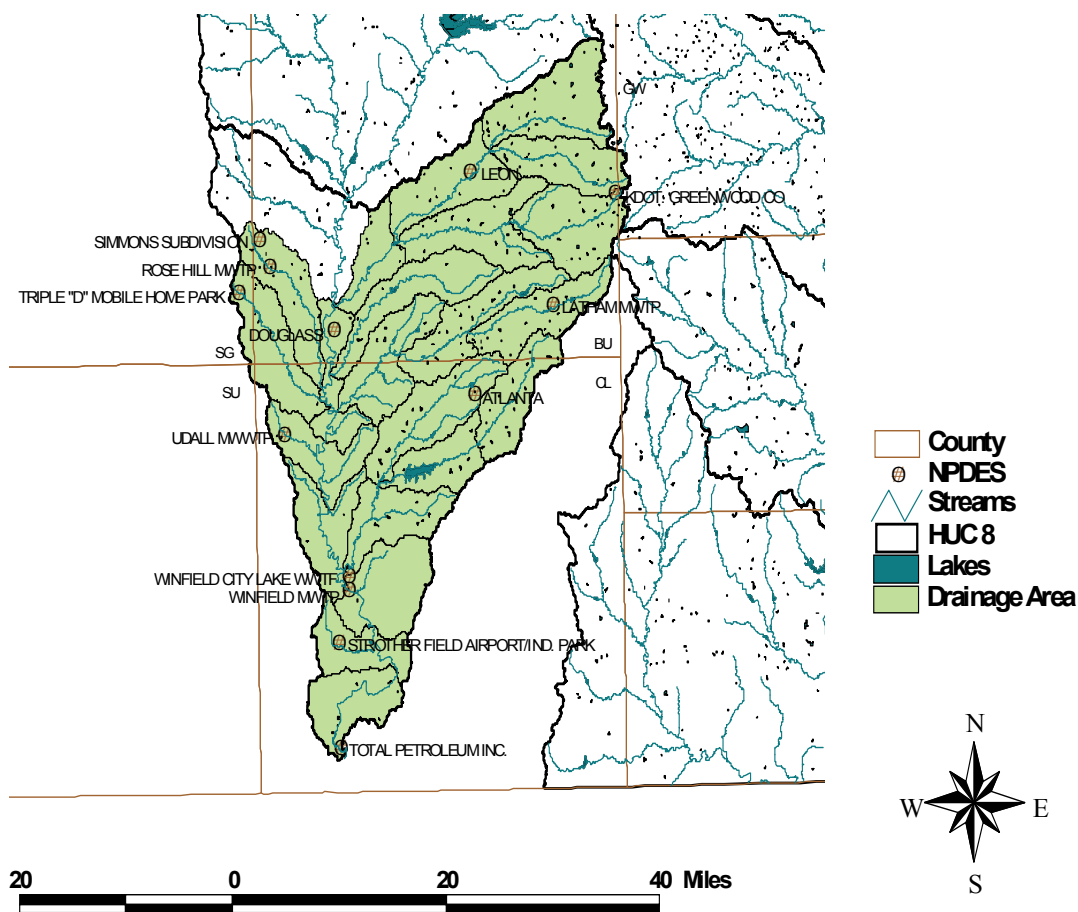 GW
LEON
KDOT GREENWOOD CO
SIMMONS SUBDIVISION
ROSE HILL MWTP
TRIPLE "D" MOBILE HOME PARK
LATHAM MWTP
DOUGLASS
BU
SG
CL
SU
ATLANTA
UDALL MWWTP
WINFIELD CITY LAKE WWTF
WINFIELD MWTP
STROTHER FIELD AIRPORT/IND. PARK
TOTAL PETROLEUM INC.
County
NPDES
Streams
HUC 8
Lakes
Drainage Area
N
W E
S
20 0 20 40 Miles